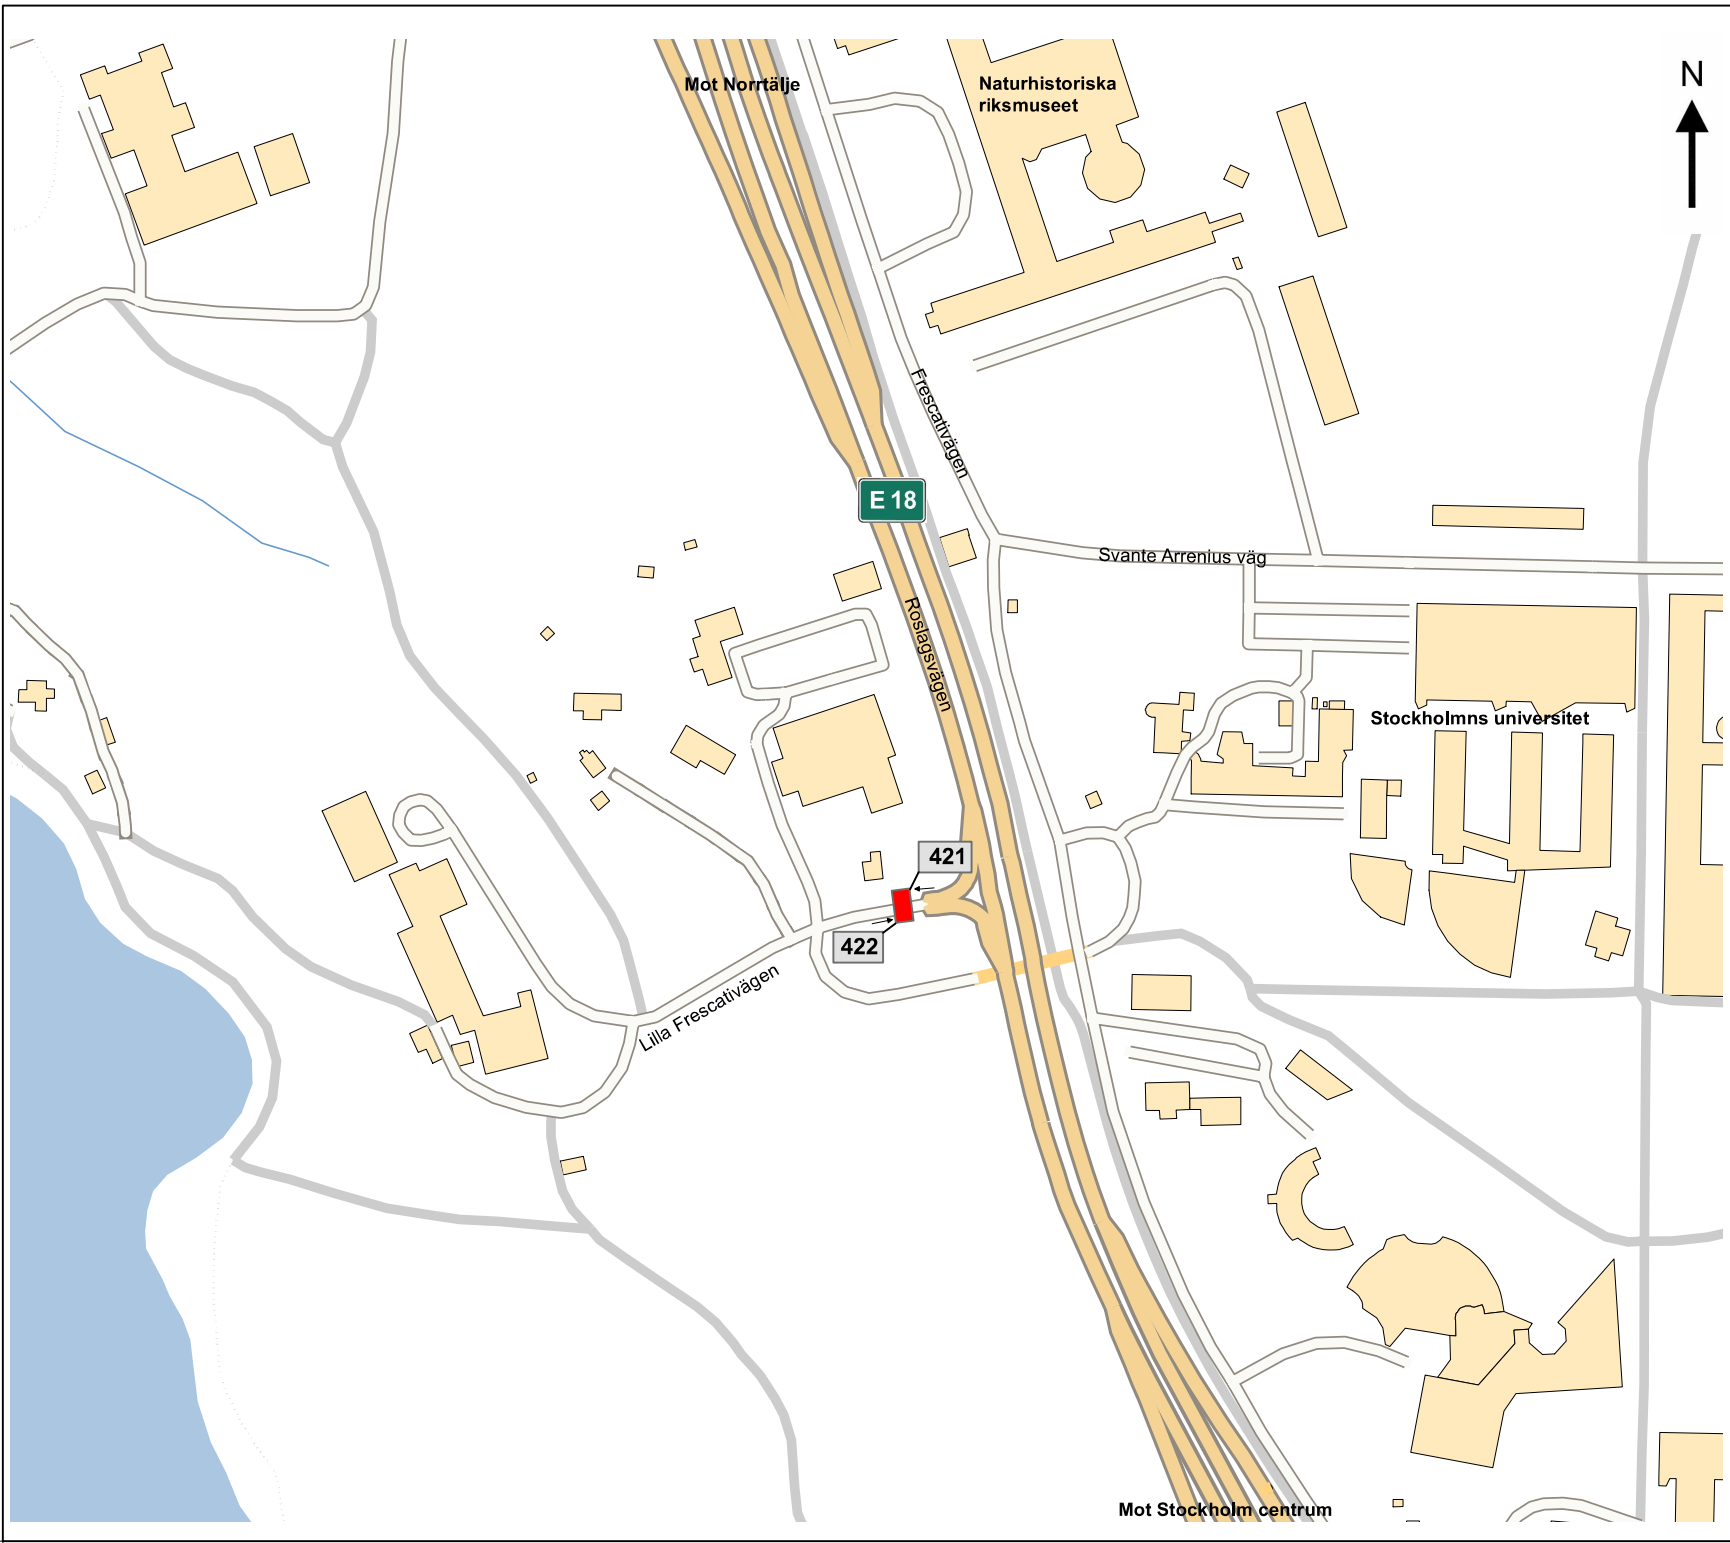 Mot Norrtälje
Naturhistoriska
riksmuseet
N
Frescativägen
E 18
Svante Arrenius väg
Roslagsvägen
Stockholmns universitet
421
422
Lilla Frescativägen
Mot Stockholm centrum